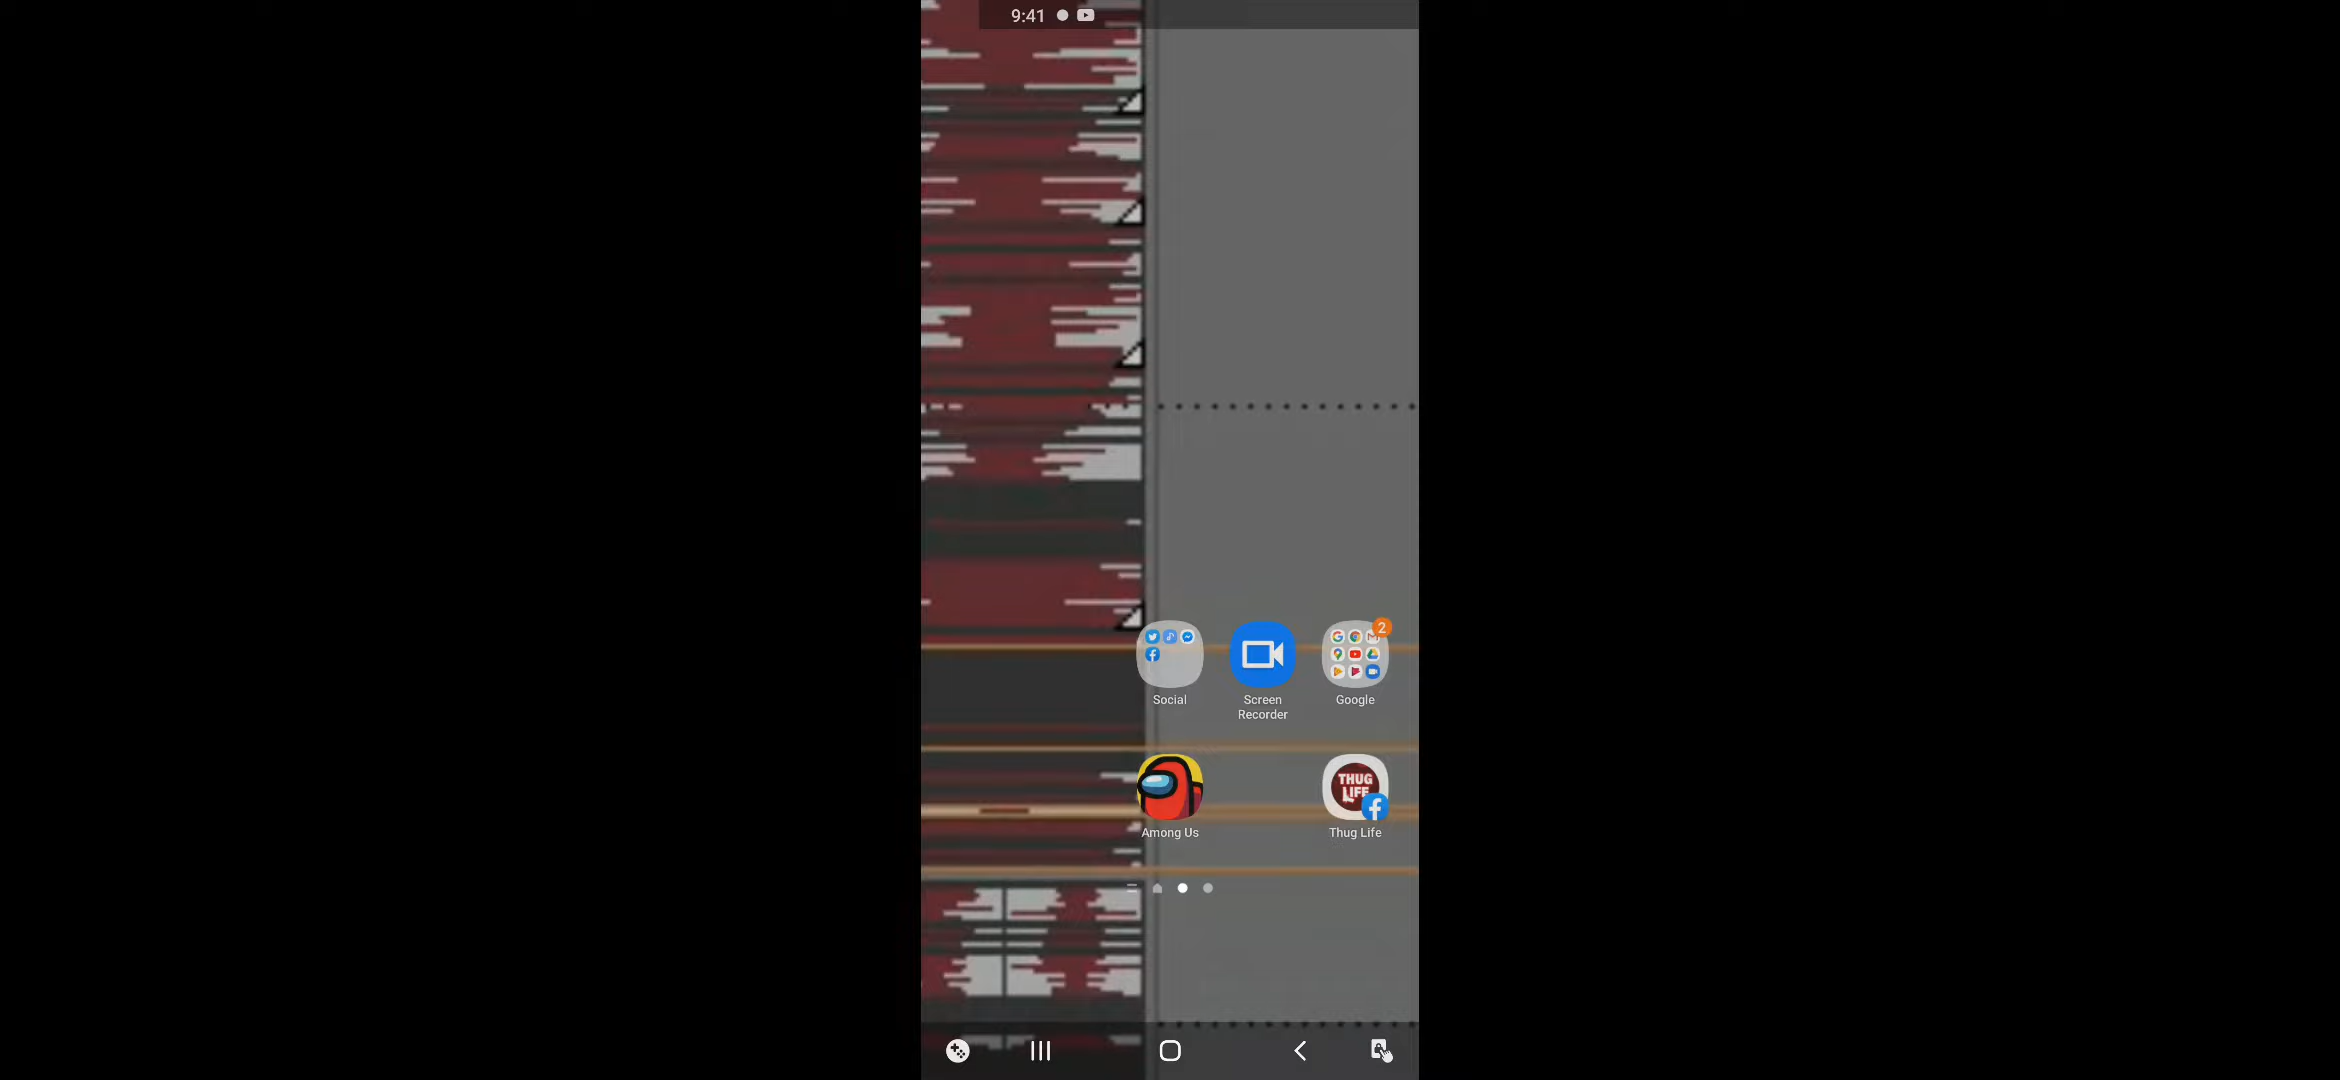 9:41
2
Social
Screen
Recorder
Google
THUG
LIFE
Among Us
Thug Life